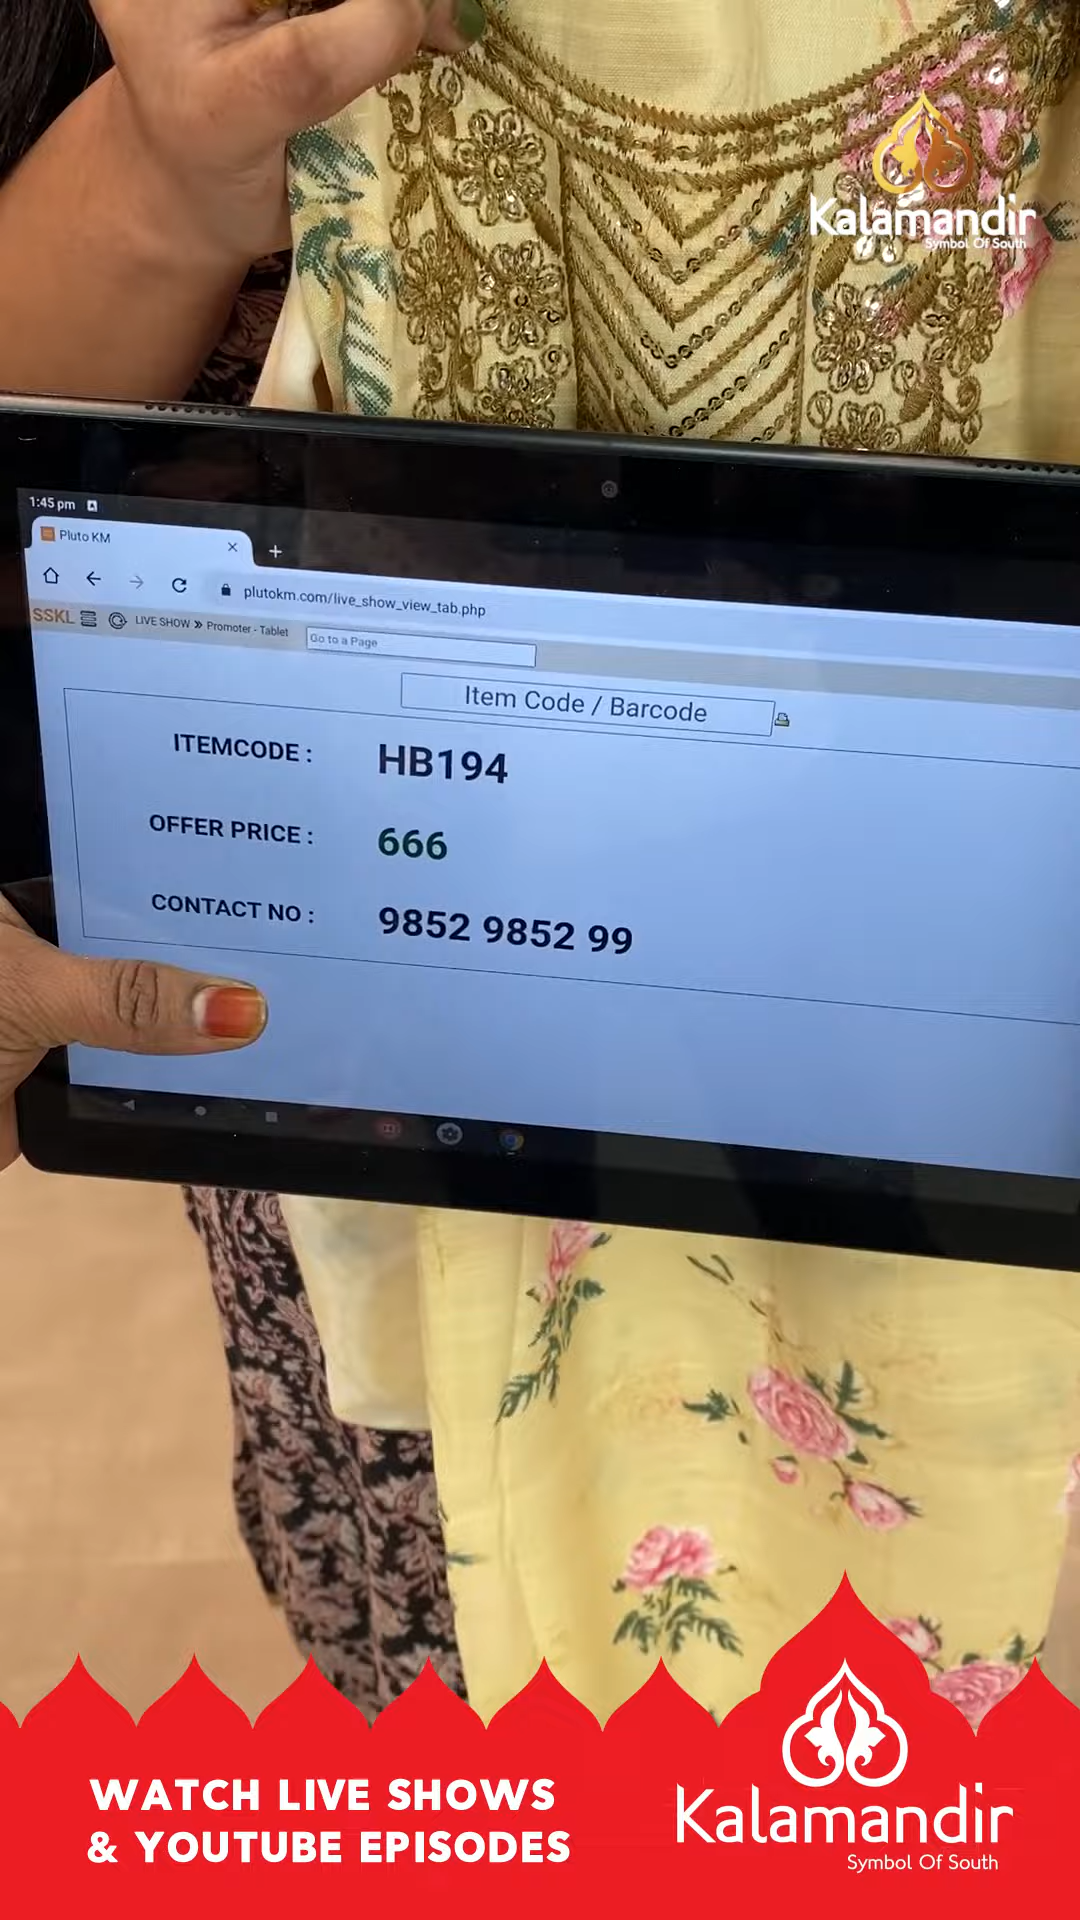 Kalamandir
Symbol Of South
1:45 pm
Pluto KM
plutokm.com/live_show_view_tab.php
SSKL LIVE SHOW » Promoter - Tablet Go to a Page
Item Code / Barcode
ITEMCODE : HB194
OFFER PRICE : 666
CONTACT NO : 9852 9852 99
WATCH LIVE SHOWS
& YOUTUBE EPISODES
Kalamandir
Symbol Of South